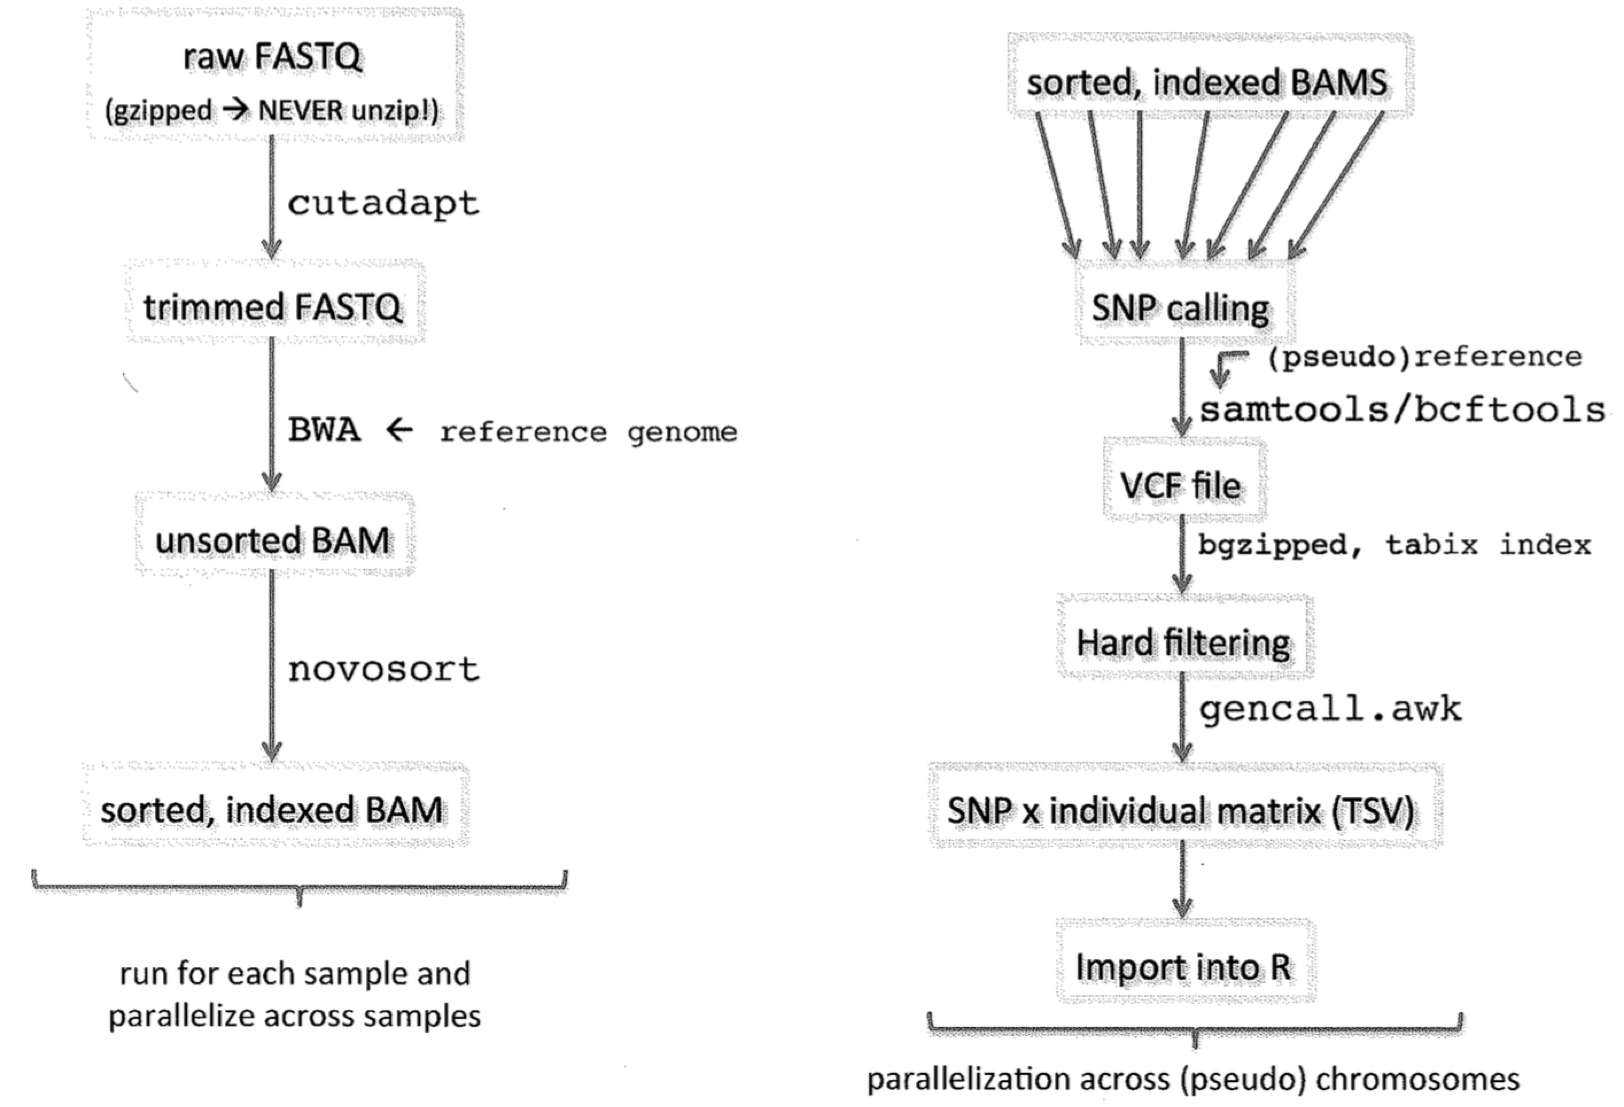 raw FASTQ
(gzipped → NEVER unzip!)
cutadapt
trimmed FASTQ
BWA ← reference genome
unsorted BAM
novosort
sorted, indexed BAM
run for each sample and
parallelize across samples
sorted, indexed BAMS
SNP calling
(pseudo)reference
samtools/bcftools
VCF file
bgzipped, tabix index
Hard filtering
gencall.awk
SNP x individual matrix (TSV)
Import into R
parallelization across (pseudo) chromosomes